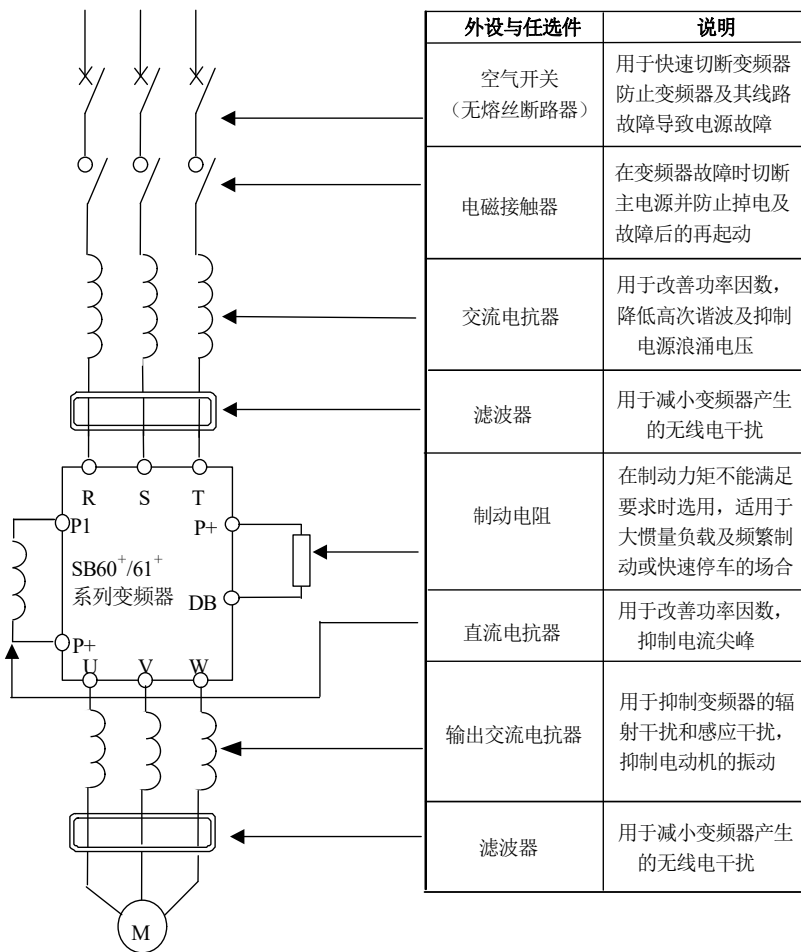 外设与任选件
说明
空气开关
（无熔丝断路器）
用于快速切断变频器
防止变频器及其线路
故障导致电源故障
电磁接触器
在变频器故障时切断
主电源并防止掉电及
故障后的再起动
交流电抗器
用于改善功率因数，
降低高次谐波及抑制
电源浪涌电压
滤波器
用于减小变频器产生
的无线电干扰
制动电阻
在制动力矩不能满足
要求时选用，适用于
大惯量负载及频繁制
动或快速停车的场合
直流电抗器
用于改善功率因数，
抑制电流尖峰
输出交流电抗器
用于抑制变频器的辐
射干扰和感应干扰，
抑制电动机的振动
滤波器
用于减小变频器产生
的无线电干扰
R S T
P1
P+
SB60⁺/61⁺
系列变频器
DB
P+
U V W
M